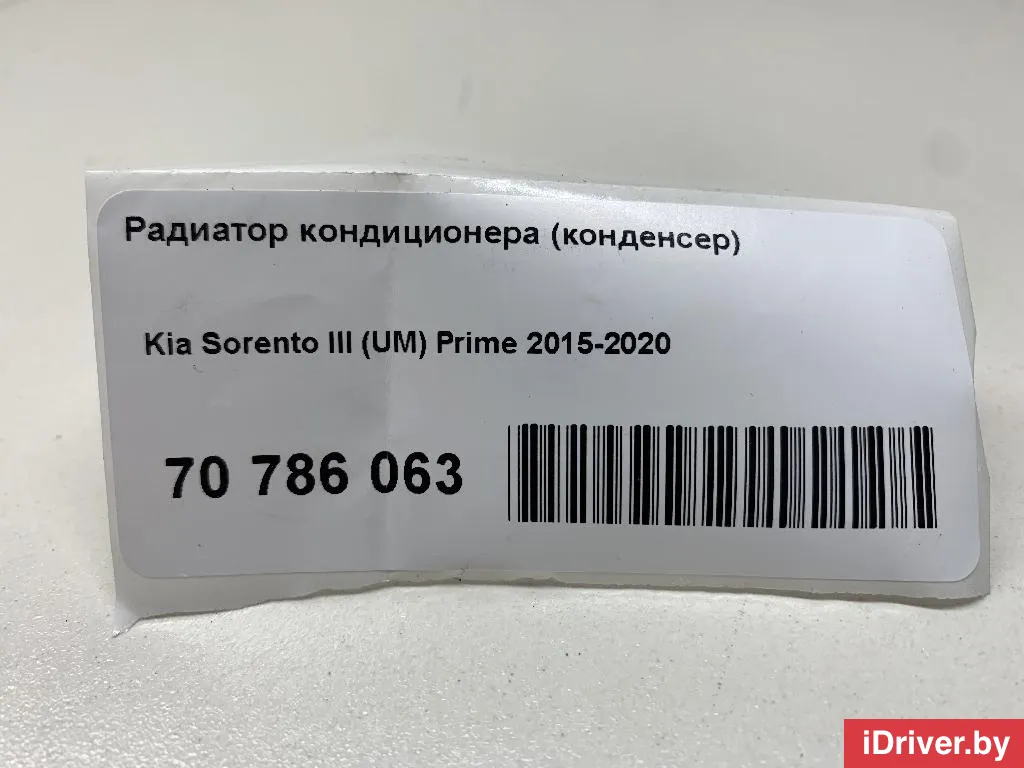 Радиатор кондиционера (конденсер)
Kia Sorento III (UM) Prime 2015-2020
70 786 063
iDriver.by